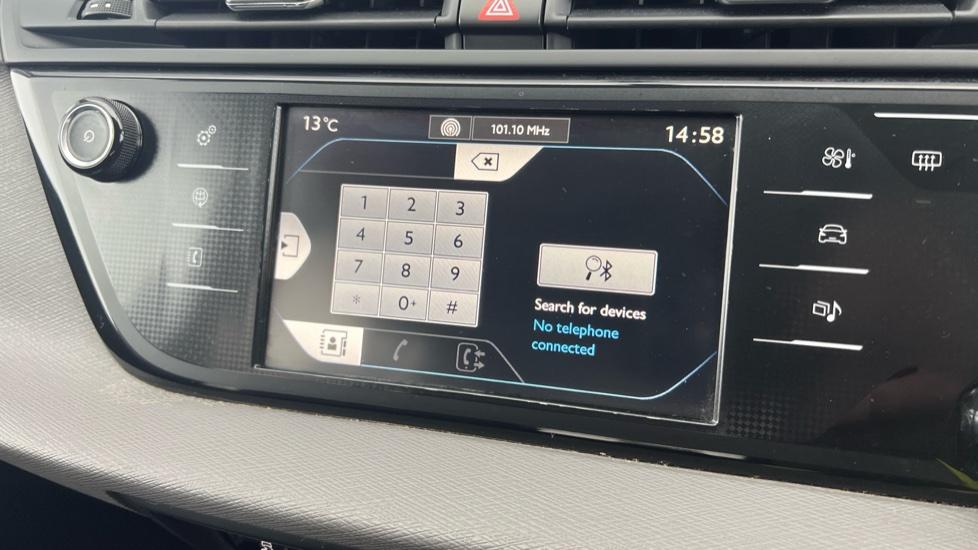 13°C
101.10 MHz
14:58
1 2 3
4 5 6
7 8 9
* 0+ #
Search for devices
No telephone
connected